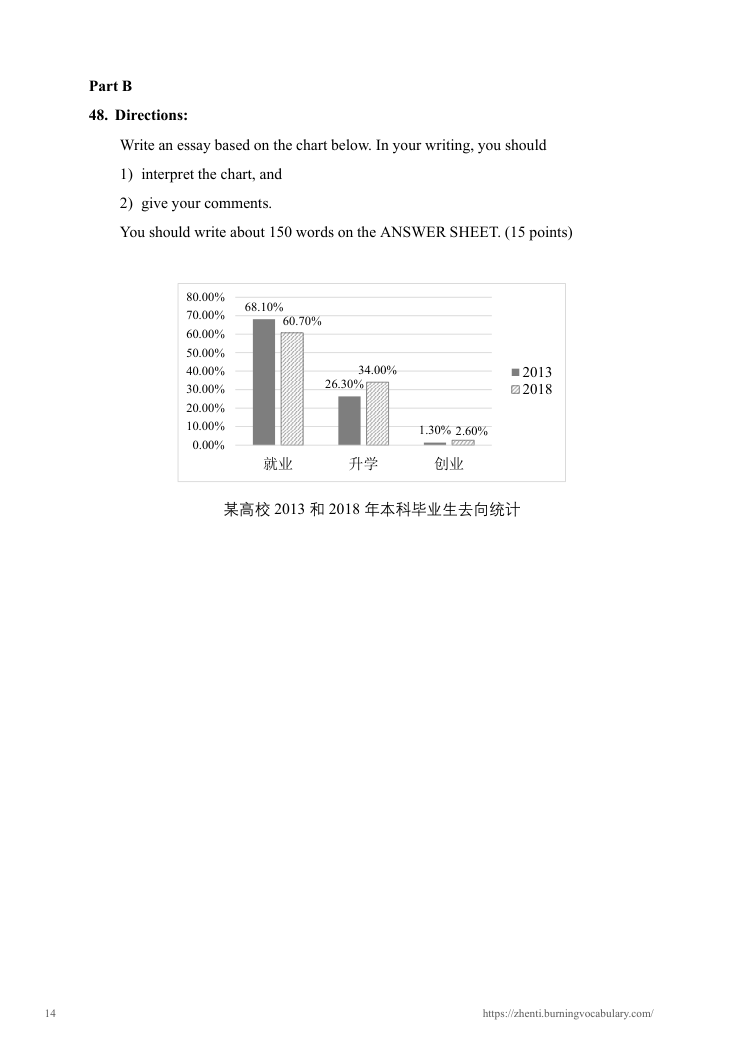 Part B
48. Directions:
Write an essay based on the chart below. In your writing, you should
1) interpret the chart, and
2) give your comments.
You should write about 150 words on the ANSWER SHEET. (15 points)
80.00%
70.00%
60.00%
50.00%
40.00%
30.00%
20.00%
10.00%
0.00%
68.10%
60.70%
26.30%
34.00%
1.30%
2.60%
就业 升学 创业
2013
2018
某高校 2013 和 2018 年本科毕业生去向统计
14
https://zhenti.burningvocabulary.com/